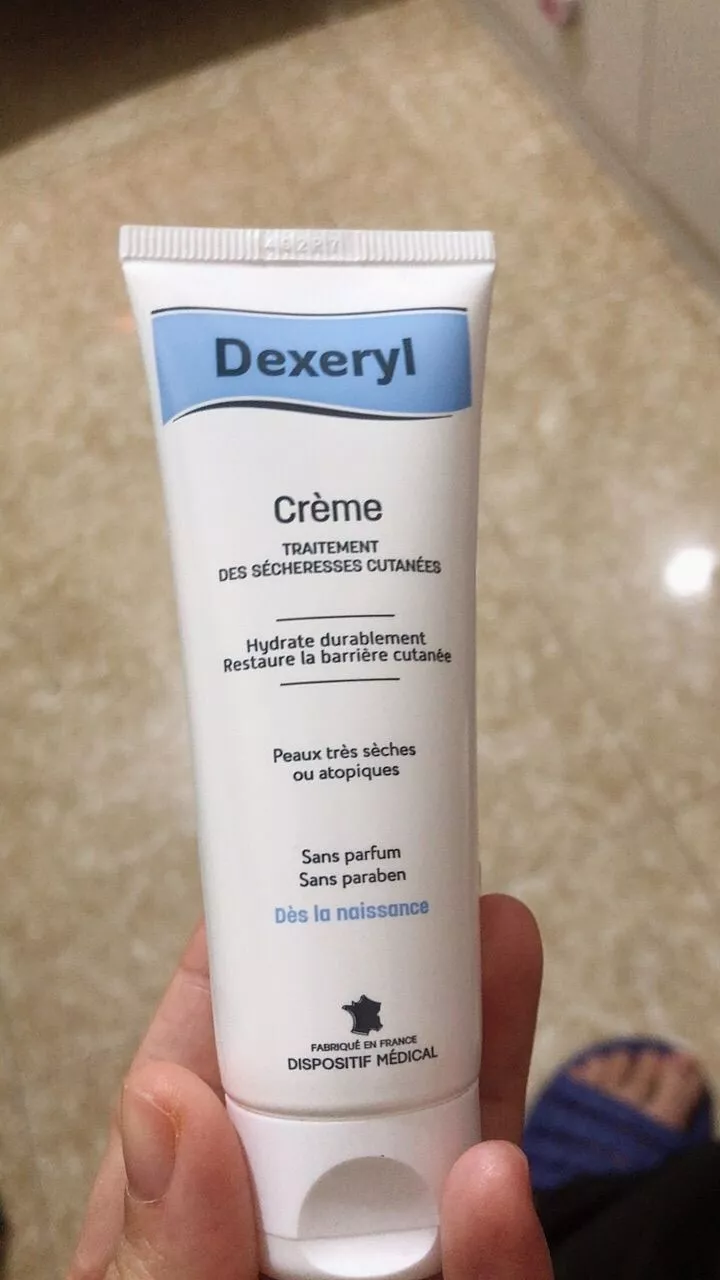 Dexeryl
Crème
TRAITEMENT
DES SÉCHERESSES CUTANÉES
Hydrate durablement
Restaure la barrière cutanée
Peaux très sèches
ou atopiques
Sans parfum
Sans paraben
Dès la naissance
FABRIQUÉ EN FRANCE
DISPOSITIF MÉDICAL